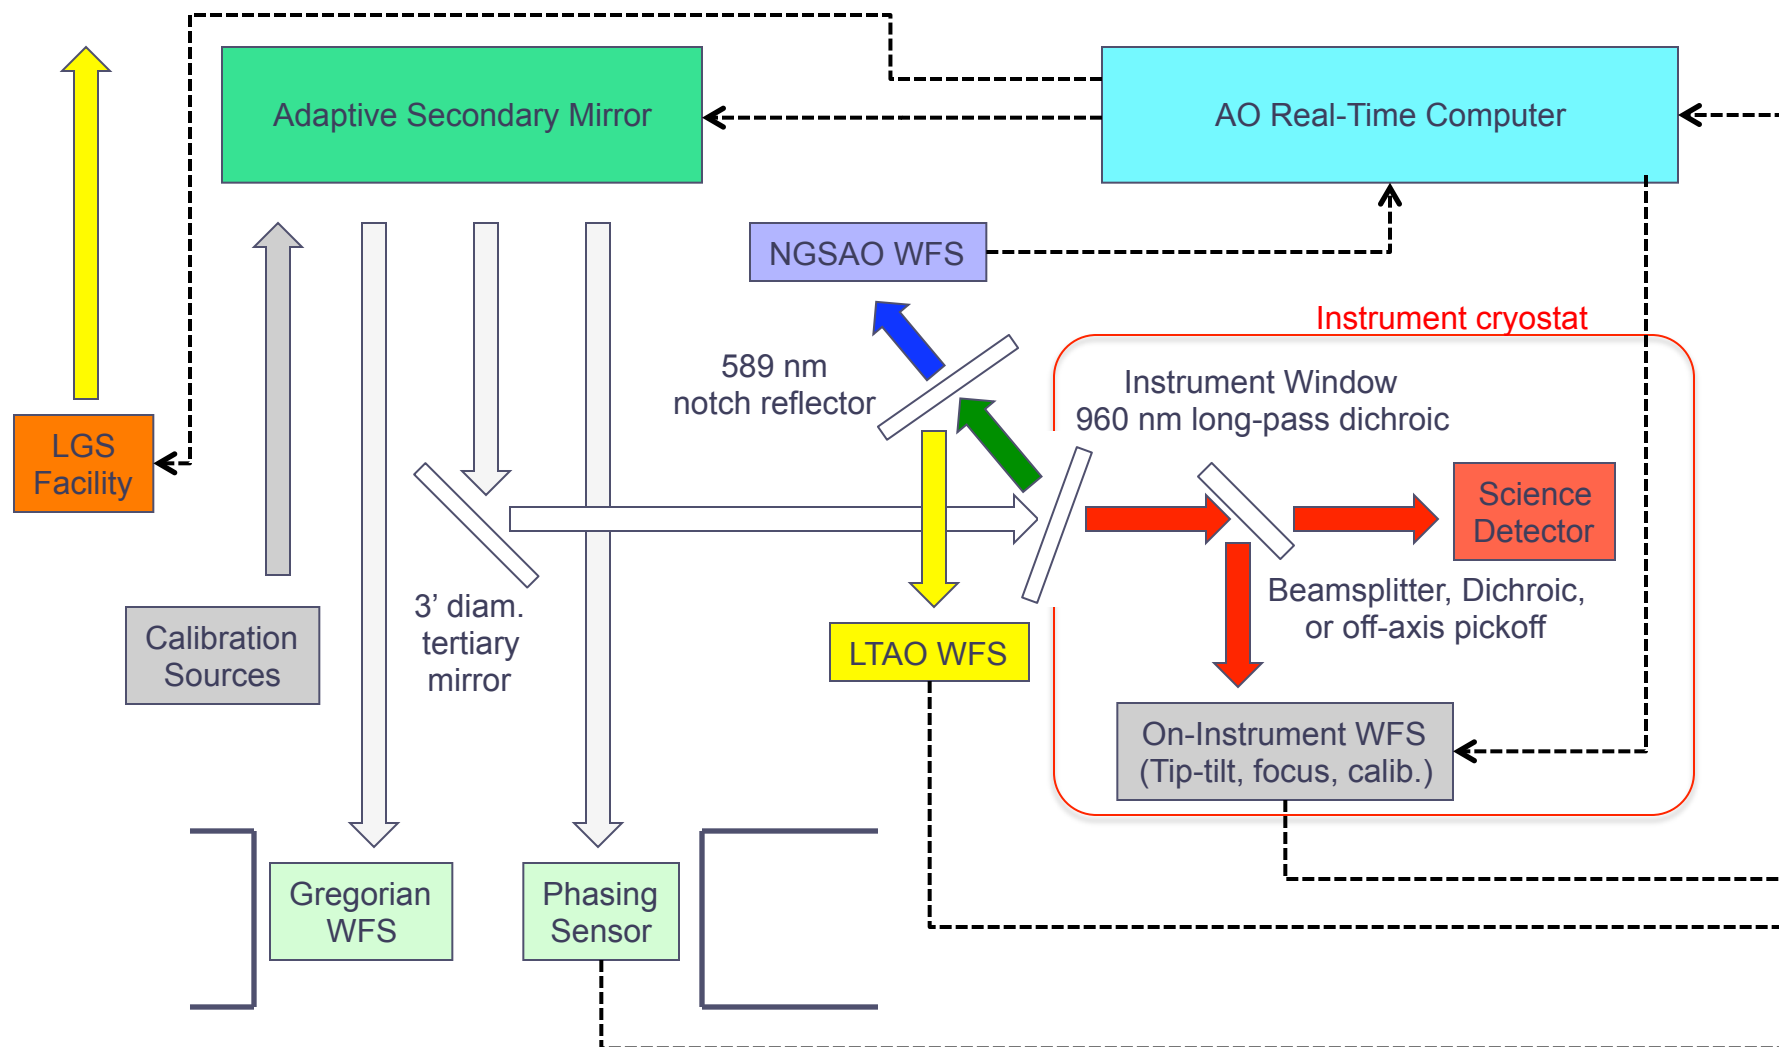 Adaptive Secondary Mirror
AO Real-Time Computer
NGSAO WFS
Instrument cryostat
589 nm
notch reflector
Instrument Window
960 nm long-pass dichroic
LGS
Facility
Science
Detector
Calibration
Sources
3’ diam.
tertiary
mirror
LTAO WFS
Beamsplitter, Dichroic,
or off-axis pickoff
On-Instrument WFS
(Tip-tilt, focus, calib.)
Gregorian
WFS
Phasing
Sensor